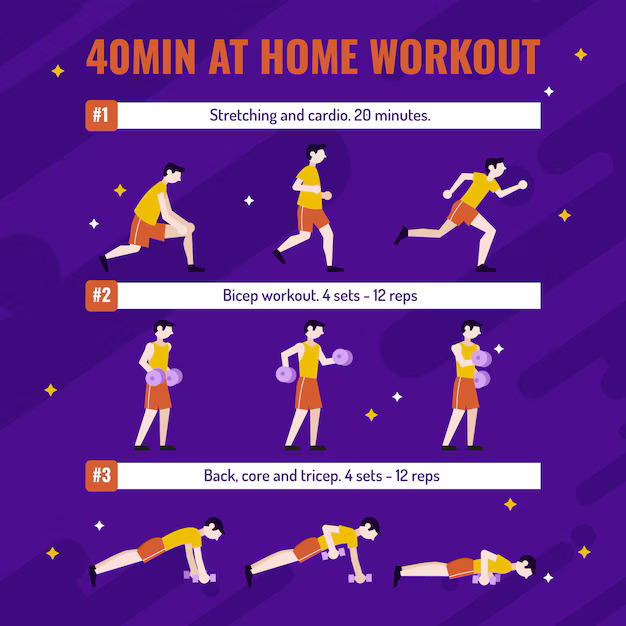 40MIN AT HOME WORKOUT
#1 Stretching and cardio. 20 minutes.
#2 Bicep workout. 4 sets - 12 reps
#3 Back, core and tricep. 4 sets - 12 reps